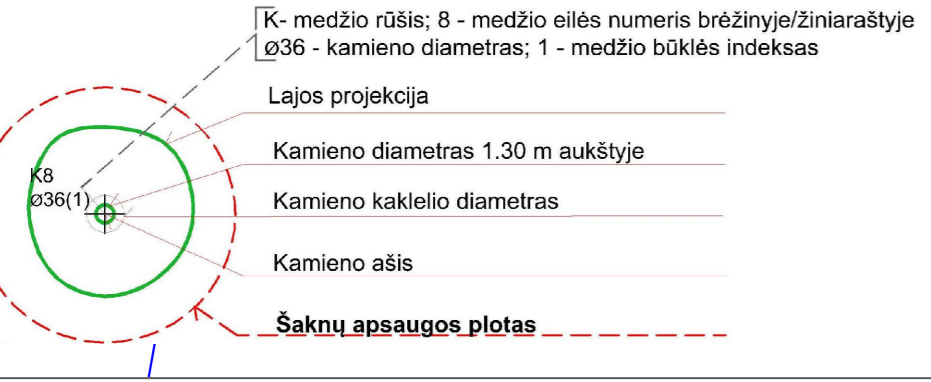 K- medžio rūšis; 8 - medžio eilės numeris brėžinyje/žiniaraštyje
ø36 - kamieno diametras; 1 - medžio būklės indeksas
Lajos projekcija
Kamieno diametras 1.30 m aukštyje
K8
ø36(1)
Kamieno kaklelio diametras
Kamieno ašis
Šaknų apsaugos plotas